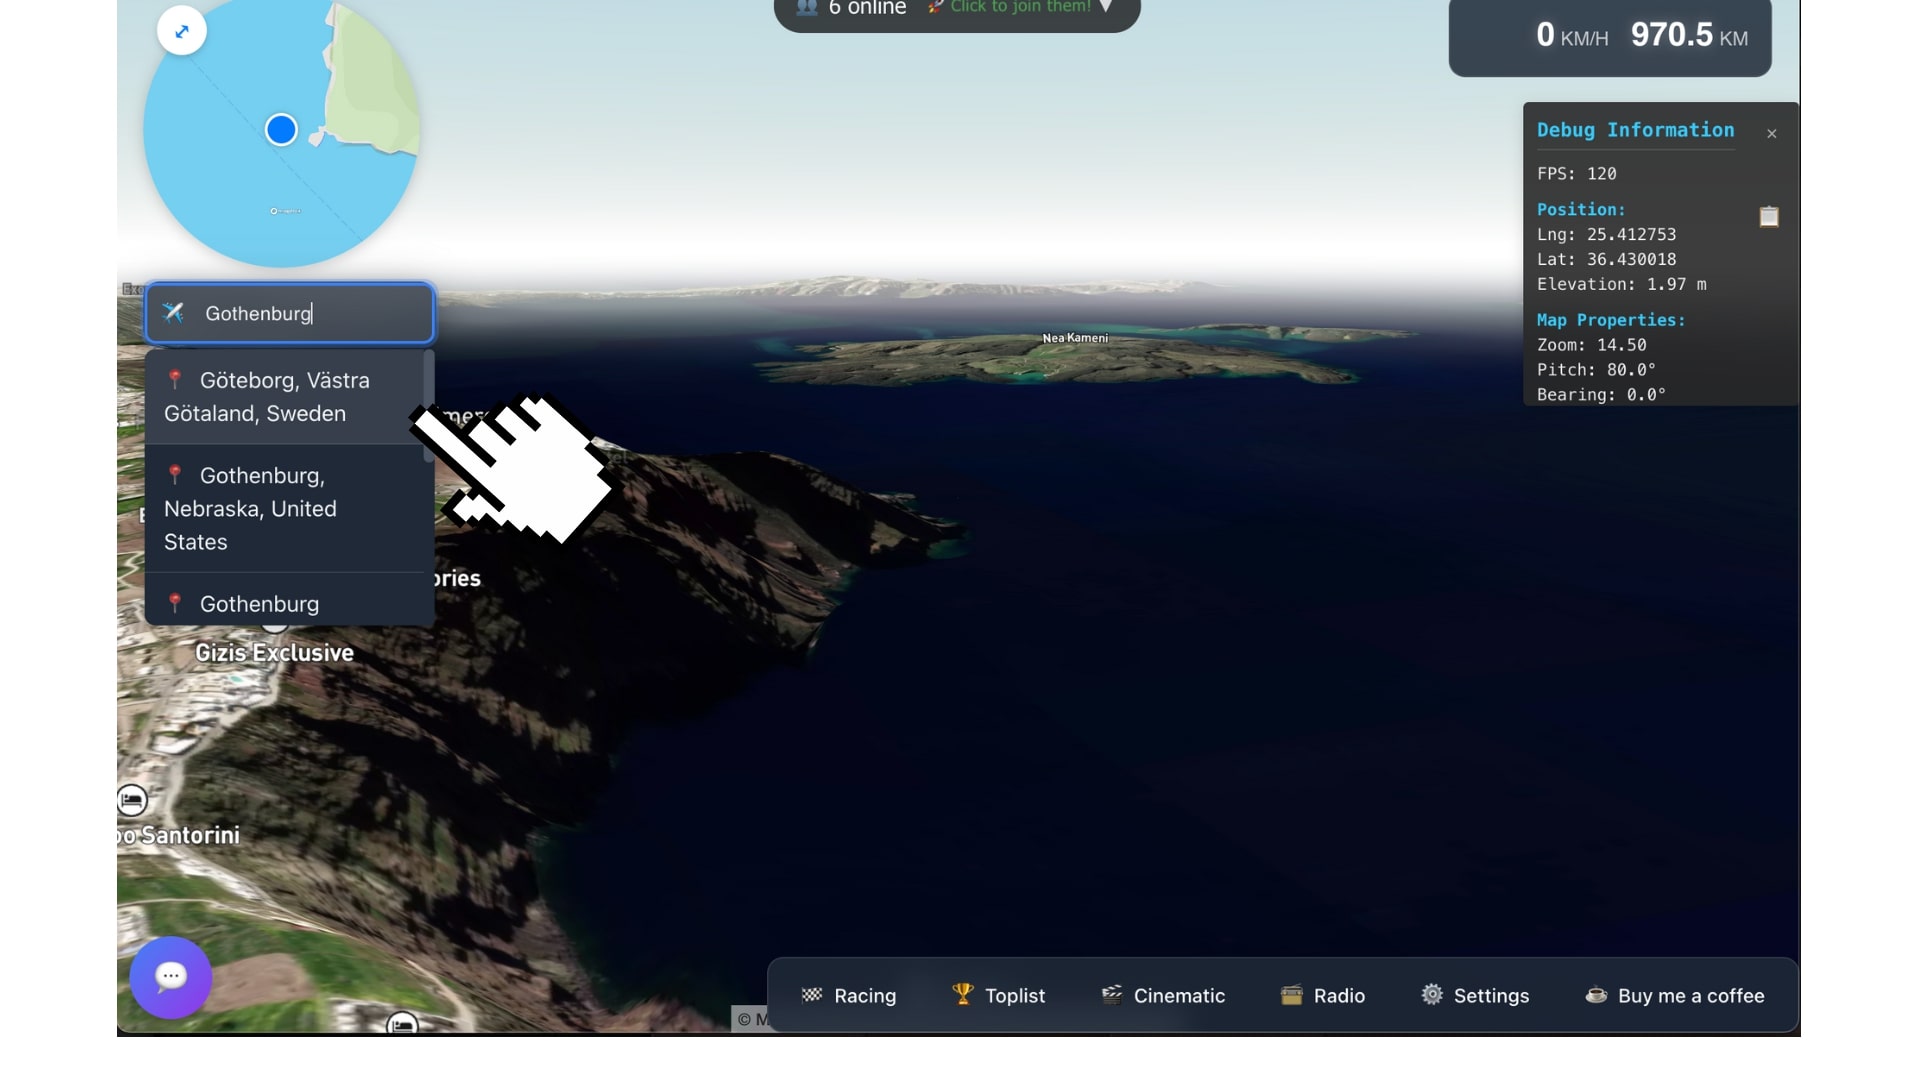 6 online 🚀 Click to join them! ▼
0 KM/H 970.5 KM
Debug Information ×
FPS: 120
Position:
Lng: 25.412753
Lat: 36.430018
Elevation: 1.97 m
Map Properties:
Zoom: 14.50
Pitch: 80.0°
Bearing: 0.0°
Gothenburg
Göteborg, Västra
Götaland, Sweden
Gothenburg,
Nebraska, United
States
Gothenburg
Nea Kameni
Gizis Exclusive
Santorini
Racing
Toplist
Cinematic
Radio
Settings
Buy me a coffee